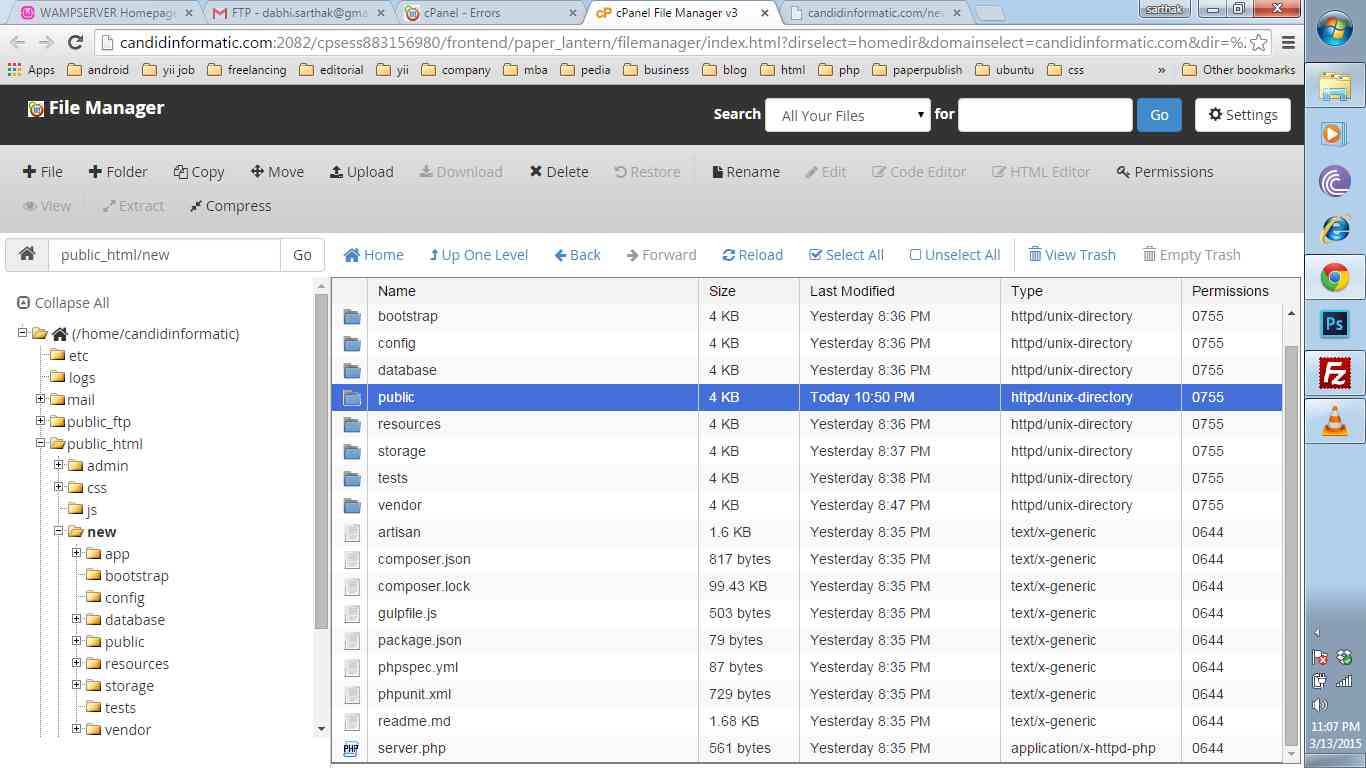 WAMPSERVER Homepage
FTP - dabhi.sarthak@gma
cPanel - Errors
cPanel File Manager v3
candidinformatic.com/new
sarthak
candidinformatic.com:2082/cpsess883156980/frontend/paper_lantern/filemanager/index.html?dirselect=homedir&domainselect=candidinformatic.com&dir=%
Apps android yii job freelancing editorial yii company mba pedia business blog html php paperpublish ubuntu css » Other bookmarks
File Manager
Search All Your Files for Go Settings
File Folder Copy Move Upload Download Delete Restore Rename Edit Code Editor HTML Editor Permissions
View Extract Compress
public_html/new Go Home Up One Level Back Forward Reload Select All Unselect All View Trash Empty Trash
Collapse All
(/home/candidinformatic)
etc
logs
mail
public_ftp
public_html
admin
css
js
new
app
bootstrap
config
database
public
resources
storage
tests
vendor
Name Size Last Modified Type Permissions
bootstrap 4 KB Yesterday 8:36 PM httpd/unix-directory 0755
config 4 KB Yesterday 8:36 PM httpd/unix-directory 0755
database 4 KB Yesterday 8:36 PM httpd/unix-directory 0755
public 4 KB Today 10:50 PM httpd/unix-directory 0755
resources 4 KB Yesterday 8:36 PM httpd/unix-directory 0755
storage 4 KB Yesterday 8:37 PM httpd/unix-directory 0755
tests 4 KB Yesterday 8:38 PM httpd/unix-directory 0755
vendor 4 KB Yesterday 8:47 PM httpd/unix-directory 0755
artisan 1.6 KB Yesterday 8:35 PM text/x-generic 0644
composer.json 817 bytes Yesterday 8:35 PM text/x-generic 0644
composer.lock 99.43 KB Yesterday 8:35 PM text/x-generic 0644
gulpfile.js 503 bytes Yesterday 8:35 PM text/x-generic 0644
package.json 79 bytes Yesterday 8:35 PM text/x-generic 0644
phpspec.yml 87 bytes Yesterday 8:35 PM text/x-generic 0644
phpunit.xml 729 bytes Yesterday 8:35 PM text/x-generic 0644
readme.md 1.68 KB Yesterday 8:35 PM text/x-generic 0644
PHP server.php 561 bytes Yesterday 8:35 PM application/x-httpd-php 0644
Ps
Fz
11:07 PM
3/13/2015